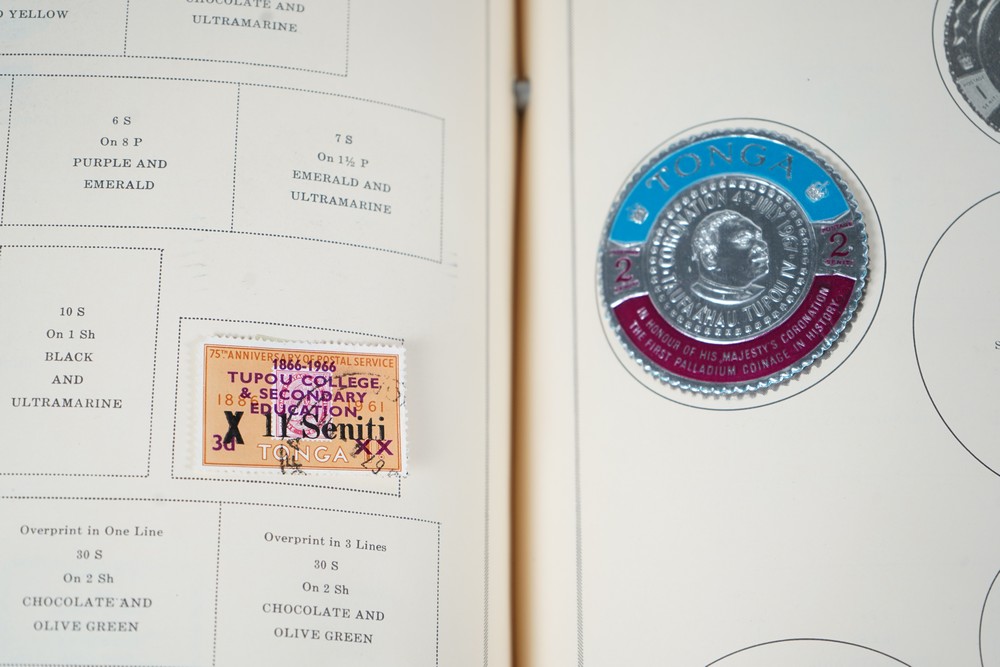 YELLOW
CHOCOLATE AND
ULTRAMARINE
6 S
On 8 P
PURPLE AND
EMERALD
7 S
On 1½ P
EMERALD AND
ULTRAMARINE
10 S
On 1 Sh
BLACK
AND
ULTRAMARINE
75TH ANNIVERSARY OF POSTAL SERVICE
1866-1966
TUPOU COLLEGE
& SECONDARY
EDUCATION
1886 1961
X 11 Seniti
3d XX
TONGA
Overprint in One Line
30 S
On 2 Sh
CHOCOLATE AND
OLIVE GREEN
Overprint in 3 Lines
30 S
On 2 Sh
CHOCOLATE AND
OLIVE GREEN
TONGA
CORONATION 4TH JULY 1967
TAUFA'AHAU TUPOU IV
2
POSTAGE
2
SENITI
IN HONOUR OF HIS MAJESTY'S CORONATION
THE FIRST PALLADIUM COINAGE IN HISTORY